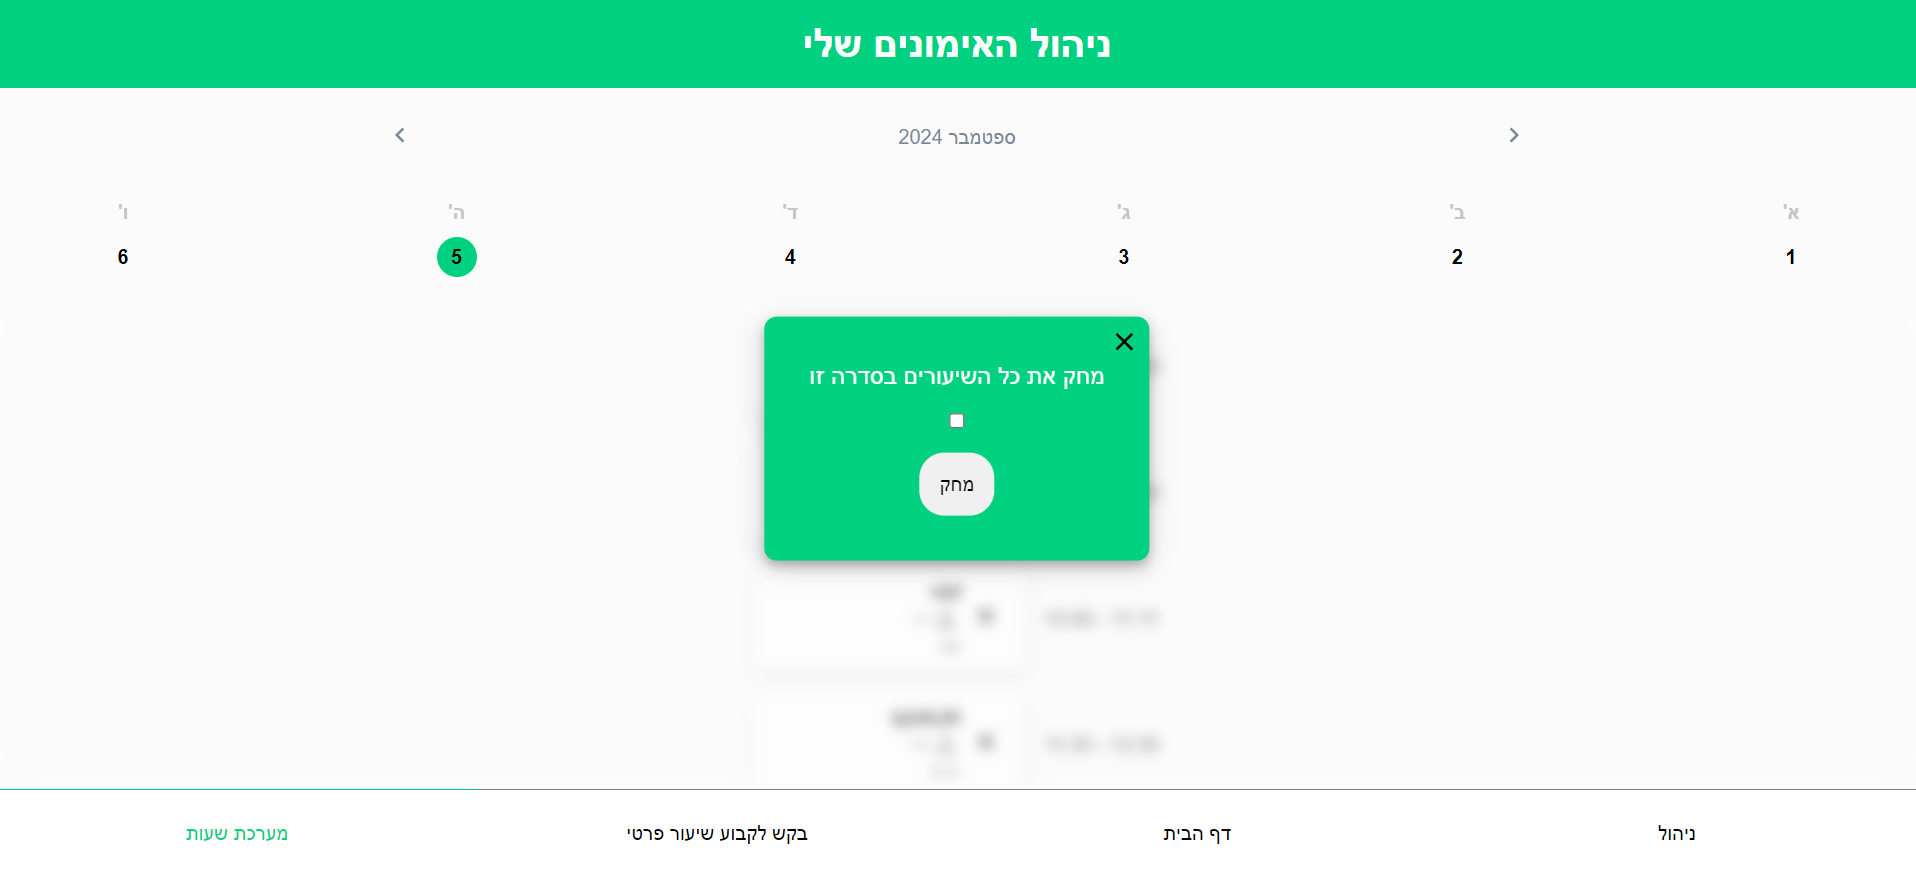 ניהול האימונים שלי
ספטמבר 2024
א' ב' ג' ד' ה' ו'
1 2 3 4 5 6
מחק את כל השיעורים בסדרה זו
מחק
ניהול
דף הבית
בקש לקבוע שיעור פרטי
מערכת שעות